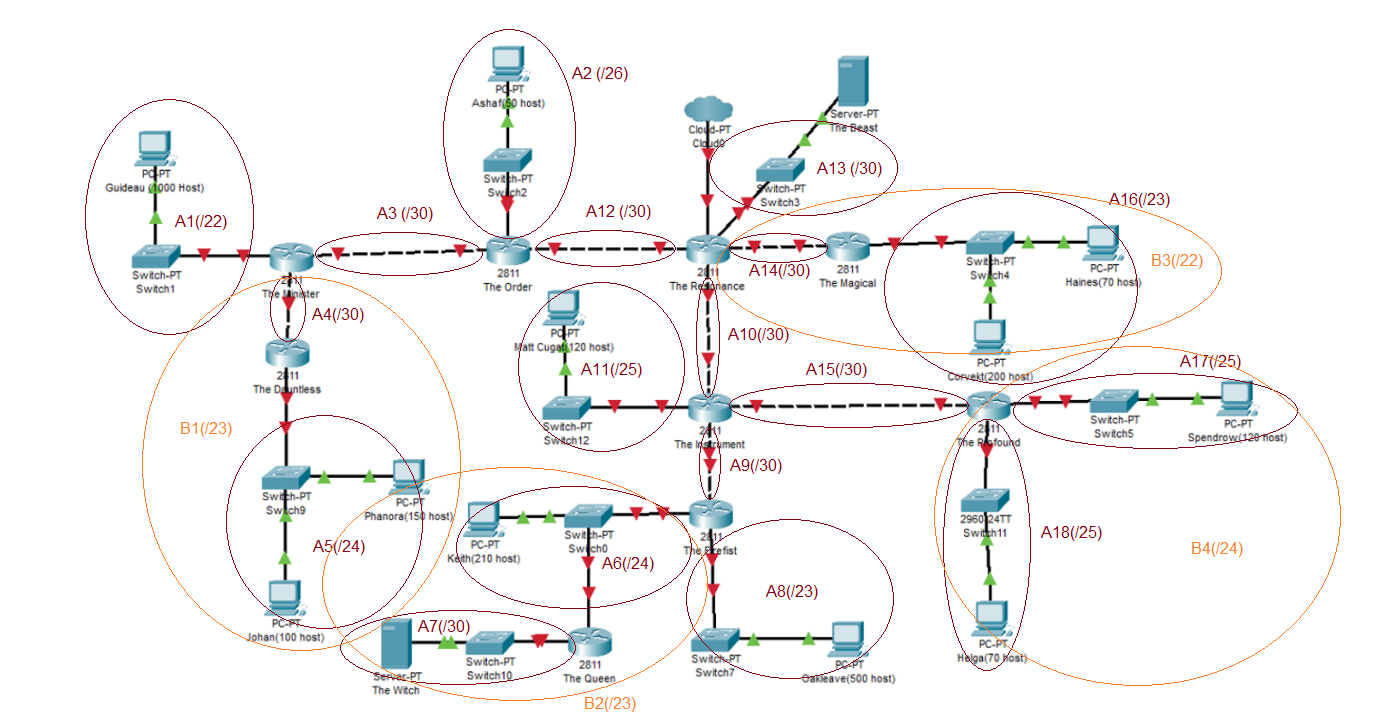 PC-PT
Ashaf(50 host)
A2 (/26)
Switch-PT
Switch2
PC-PT
Guideau (1000 Host)
A1(/22)
Switch-PT
Switch1
A3 (/30)
2811
The Minister
2811
The Order
A12 (/30)
Cloud-PT
Cloud0
Server-PT
The Beast
A13 (/30)
Switch-PT
Switch3
2811
The Resonance
A14(/30)
2811
The Magical
A16(/23)
Switch-PT
Switch4
PC-PT
Haines(70 host)
B3(/22)
PC-PT
Corvekt(200 host)
A4(/30)
2811
The Dauntless
B1(/23)
Switch-PT
Switch9
PC-PT
Phanora(150 host)
A5(/24)
PC-PT
Johan(100 host)
PC-PT
Matt Cugat(120 host)
A11(/25)
Switch-PT
Switch12
A10(/30)
2811
The Instrument
A15(/30)
2811
The Profound
A17(/25)
Switch-PT
Switch5
PC-PT
Spendrow(120 host)
A9(/30)
2811
The Firefist
PC-PT
Keith(210 host)
Switch-PT
Switch0
A6(/24)
A7(/30)
Server-PT
The Witch
Switch-PT
Switch10
2811
The Queen
B2(/23)
A8(/23)
Switch-PT
Switch7
PC-PT
Oakleave(500 host)
2960-24TT
Switch11
A18(/25)
B4(/24)
PC-PT
Helga(70 host)